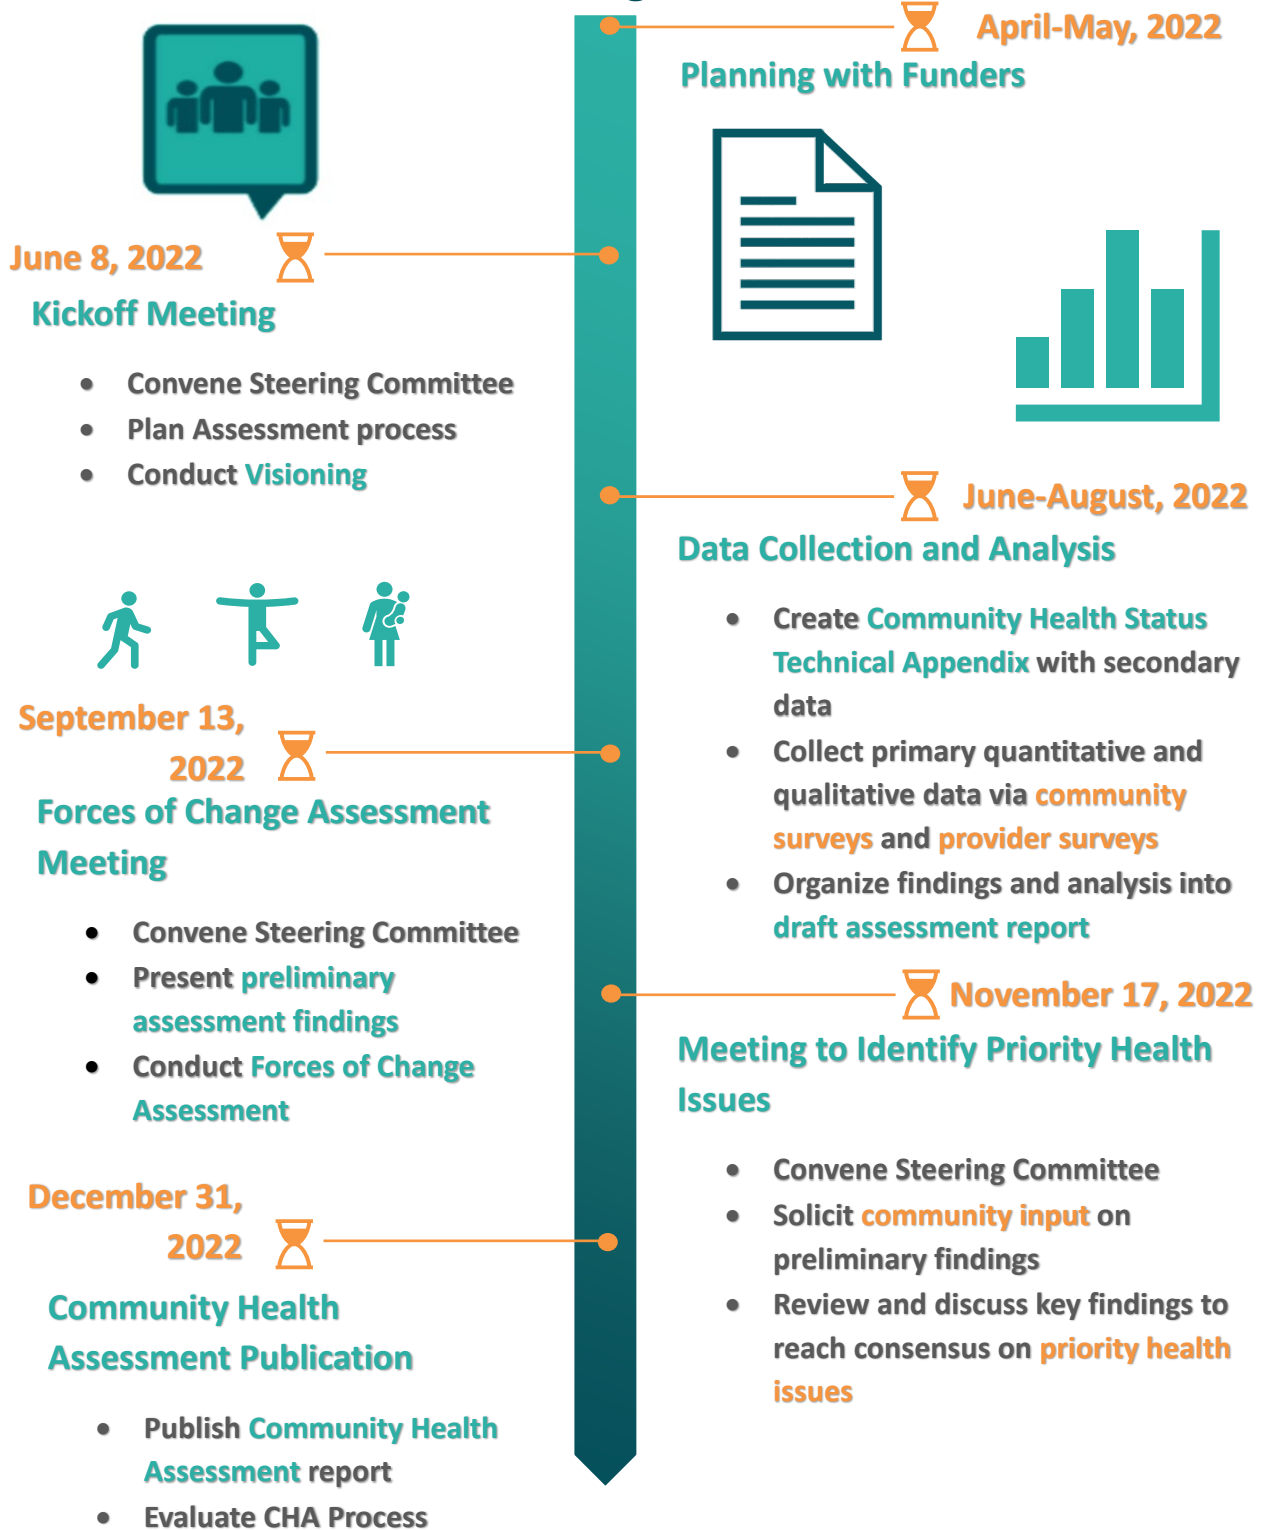 April-May, 2022
Planning with Funders
June 8, 2022
Kickoff Meeting
• Convene Steering Committee
• Plan Assessment process
• Conduct Visioning
June-August, 2022
Data Collection and Analysis
• Create Community Health Status
Technical Appendix with secondary
data
• Collect primary quantitative and
qualitative data via community
surveys and provider surveys
• Organize findings and analysis into
draft assessment report
September 13,
2022
Forces of Change Assessment
Meeting
• Convene Steering Committee
• Present preliminary
assessment findings
• Conduct Forces of Change
Assessment
November 17, 2022
Meeting to Identify Priority Health
Issues
• Convene Steering Committee
• Solicit community input on
preliminary findings
• Review and discuss key findings to
reach consensus on priority health
issues
December 31,
2022
Community Health
Assessment Publication
• Publish Community Health
Assessment report
• Evaluate CHA Process